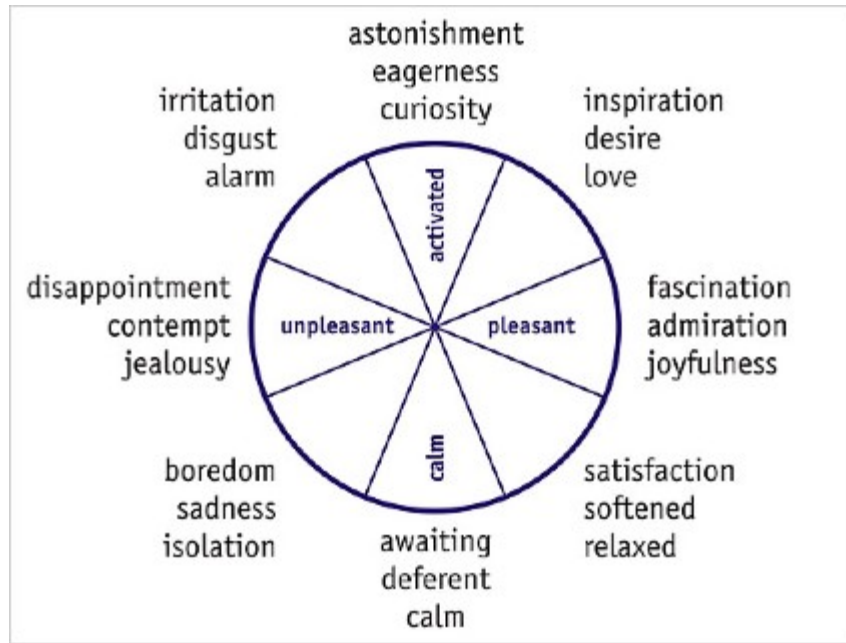 astonishment
eagerness
curiosity
irritation
disgust
alarm
inspiration
desire
love
activated
disappointment
contempt
jealousy
unpleasant
pleasant
fascination
admiration
joyfulness
calm
boredom
sadness
isolation
awaiting
deferent
calm
satisfaction
softened
relaxed